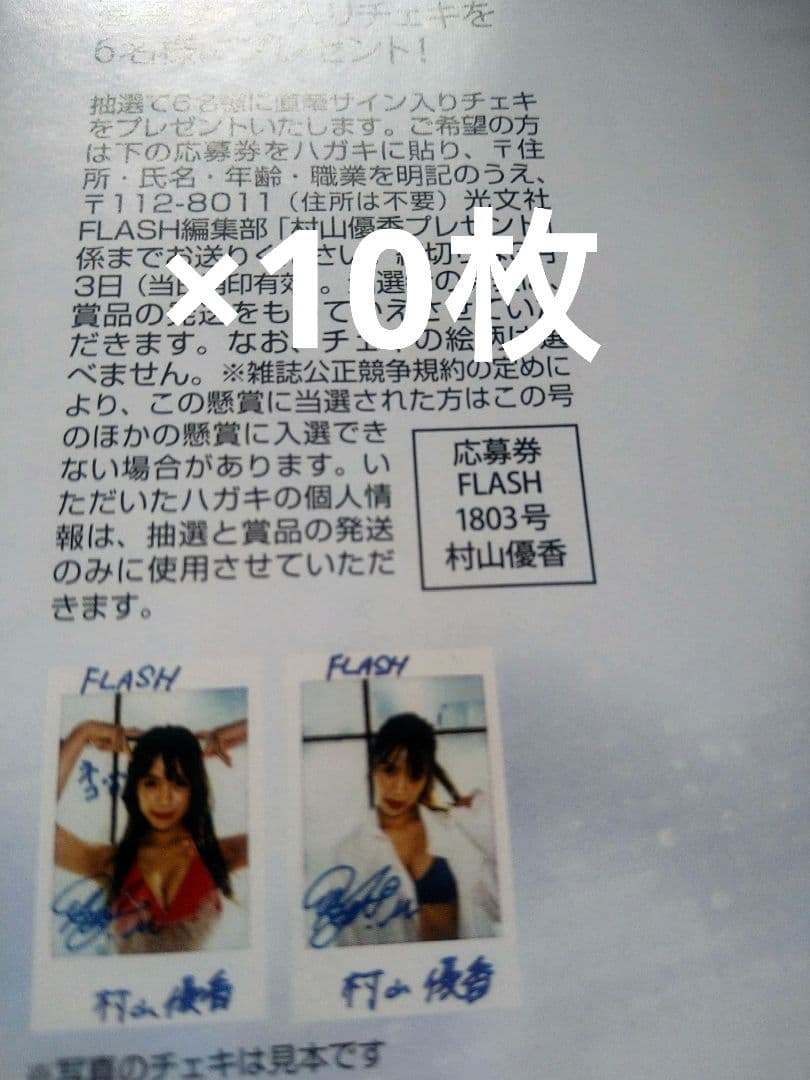 入りチェキを
6名様にプレゼント!
抽選で6名様に直筆サイン入りチェキ
をプレゼントいたします。ご希望の方
は下の応募券をハガキに貼り、〒住
所・氏名・年齢・職業を明記のうえ、
〒112-8011(住所は不要)光文社
FLASH編集部「村山優香プレゼント」
係までお送りください
3日(当日消印有効)。
賞品の発送をも
だきます。なお、チェキの絵柄は選
べません。※雑誌公正競争規約の定めに
より、この懸賞に当選された方はこの号
のほかの懸賞に入選でき
ない場合があります。い
ただいたハガキの個人情
報は、抽選と賞品の発送
のみに使用させていただ
きます。
×10枚
応募券
FLASH
1803号
村山優香
FLASH
村山優香
FLASH
村山優香
※写真のチェキは見本です